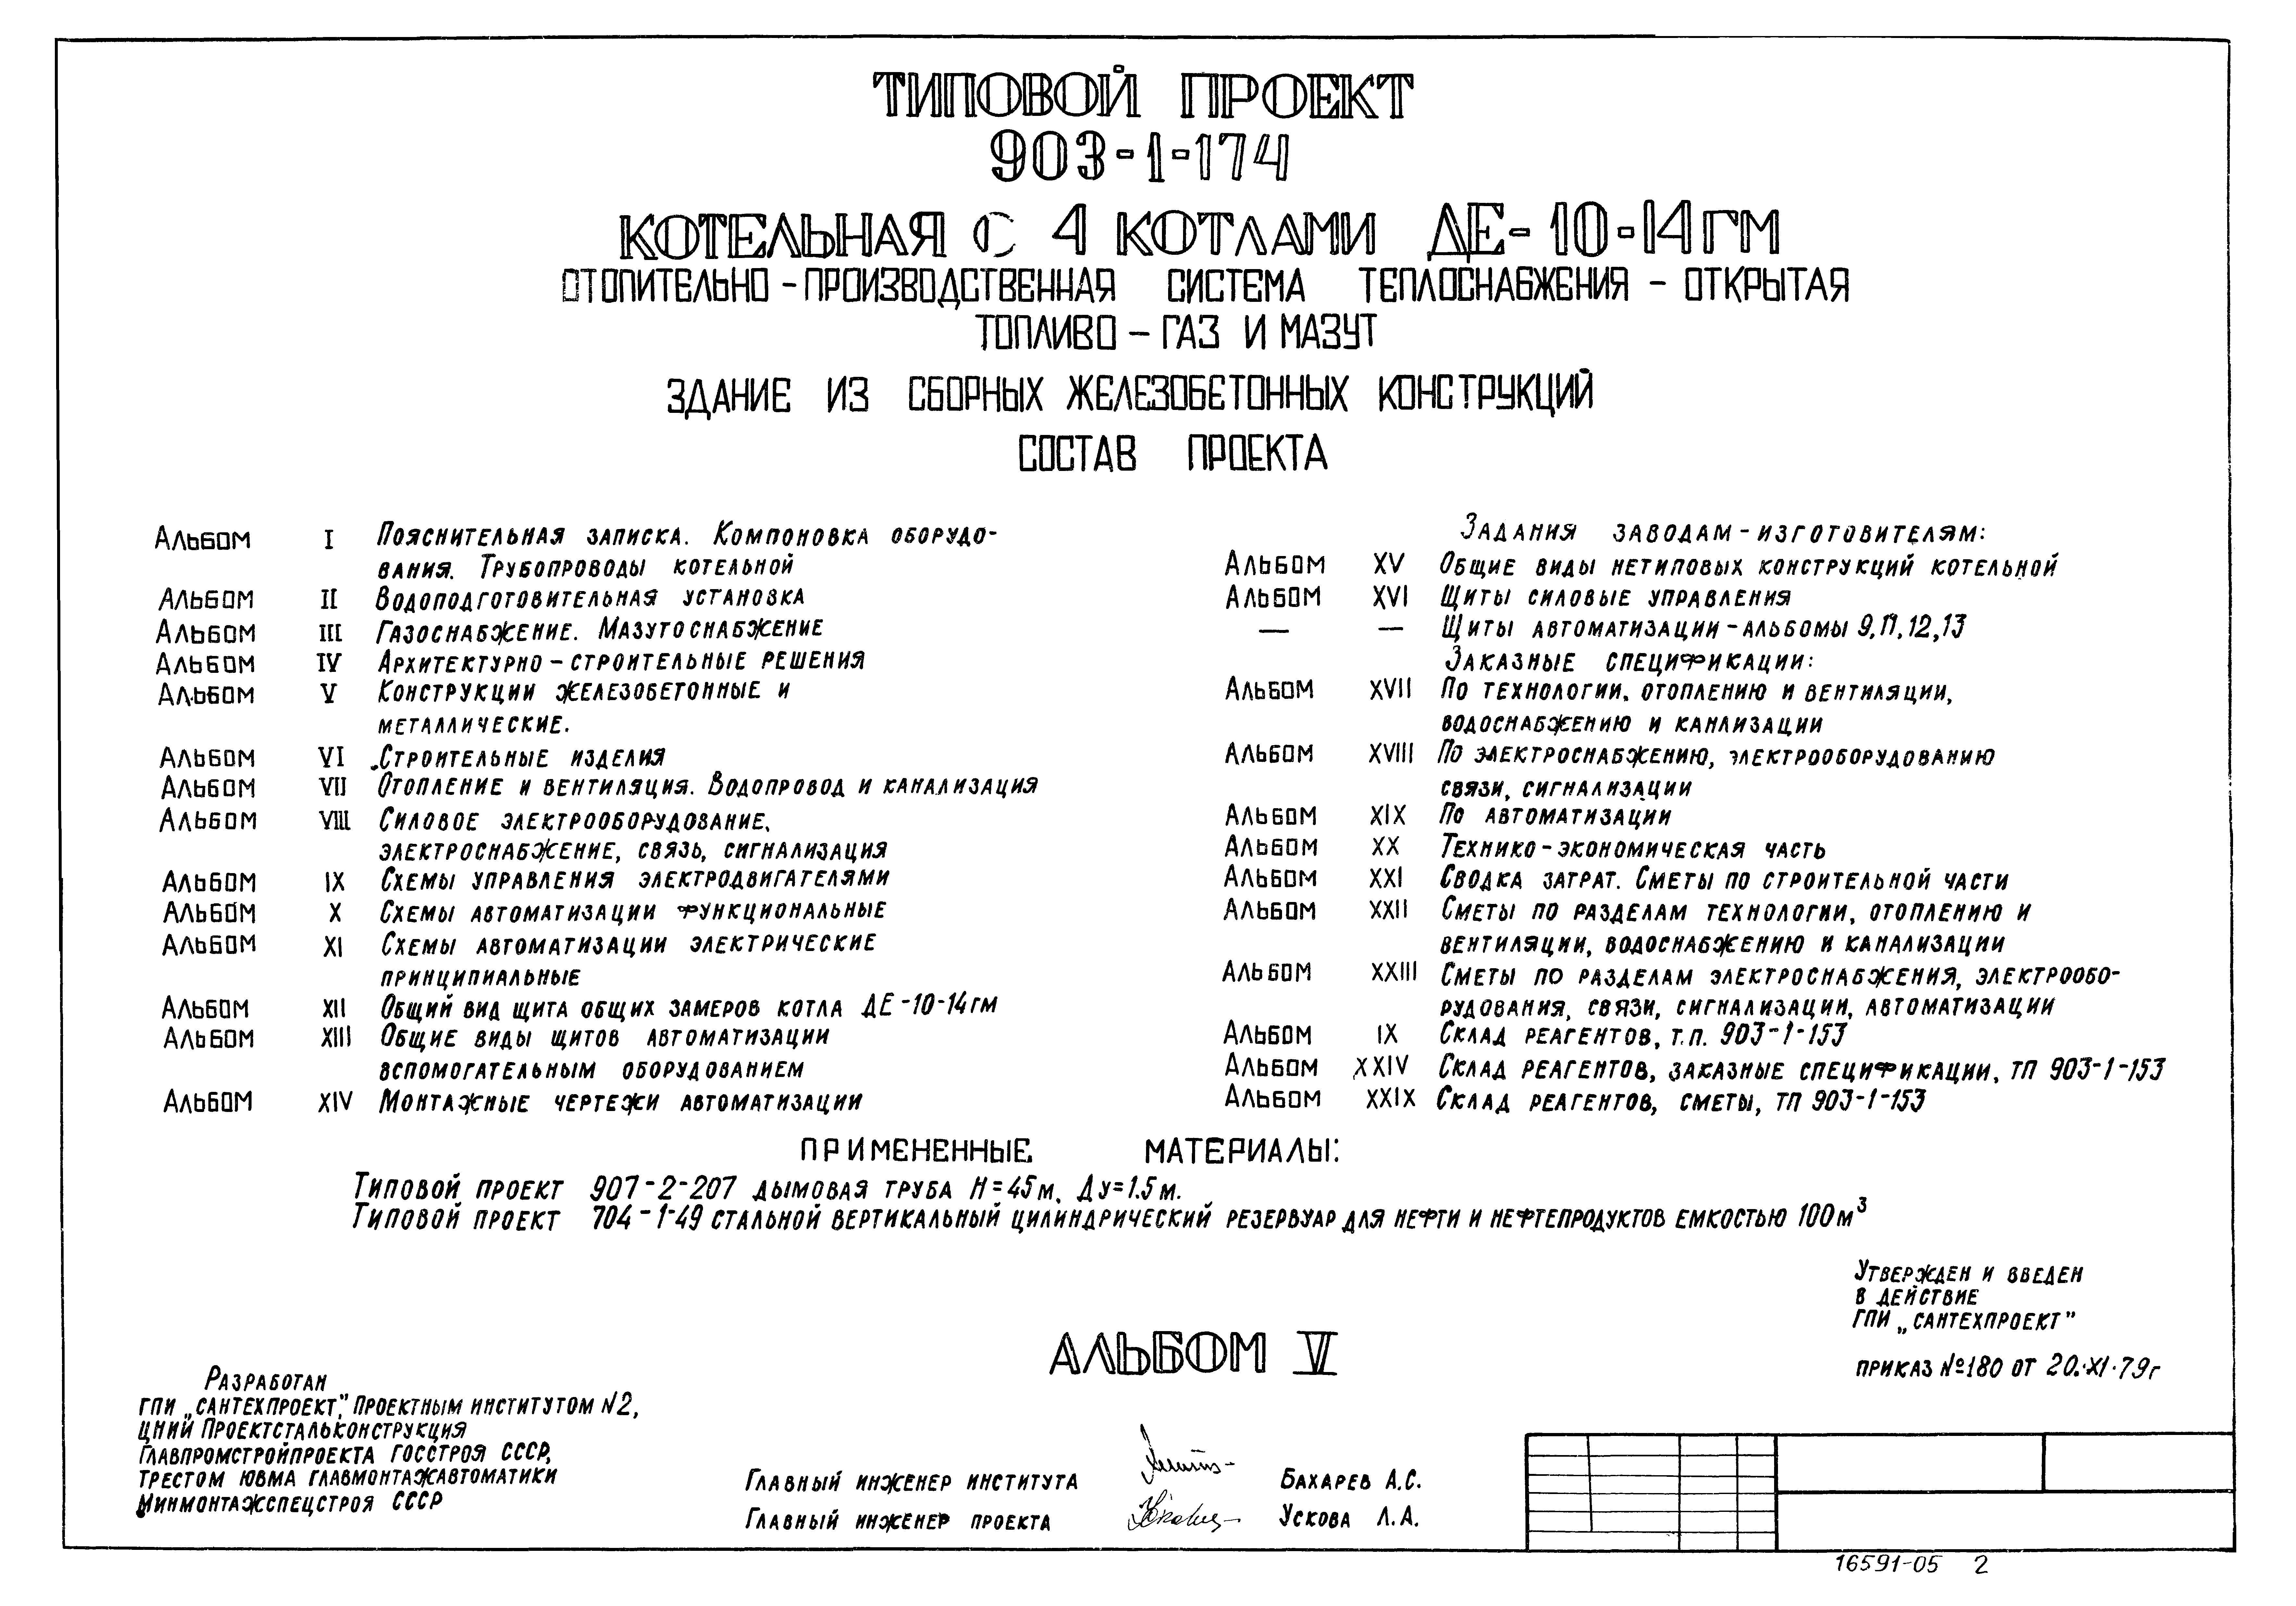 ТИПОВОЙ ПРОЕКТ
903-1-174
КОТЕЛЬНАЯ С 4 КОТЛАМИ ДЕ-10-14ГМ
ОТОПИТЕЛЬНО-ПРОИЗВОДСТВЕННАЯ СИСТЕМА ТЕПЛОСНАБЖЕНИЯ - ОТКРЫТАЯ
ТОПЛИВО - ГАЗ И МАЗУТ
ЗДАНИЕ ИЗ СБОРНЫХ ЖЕЛЕЗОБЕТОННЫХ КОНСТРУКЦИЙ
СОСТАВ ПРОЕКТА
АЛЬБОМ I ПОЯСНИТЕЛЬНАЯ ЗАПИСКА. КОМПОНОВКА ОБОРУДО-
ВАНИЯ. ТРУБОПРОВОДЫ КОТЕЛЬНОЙ
АЛЬБОМ II ВОДОПОДГОТОВИТЕЛЬНАЯ УСТАНОВКА
АЛЬБОМ III ГАЗОСНАБЖЕНИЕ. МАЗУТОСНАБЖЕНИЕ
АЛЬБОМ IV АРХИТЕКТУРНО-СТРОИТЕЛЬНЫЕ РЕШЕНИЯ
АЛЬБОМ V КОНСТРУКЦИИ ЖЕЛЕЗОБЕТОННЫЕ И
МЕТАЛЛИЧЕСКИЕ.
АЛЬБОМ VI СТРОИТЕЛЬНЫЕ ИЗДЕЛИЯ
АЛЬБОМ VII ОТОПЛЕНИЕ И ВЕНТИЛЯЦИЯ. ВОДОПРОВОД И КАНАЛИЗАЦИЯ
АЛЬБОМ VIII СИЛОВОЕ ЭЛЕКТРООБОРУДОВАНИЕ,
ЭЛЕКТРОСНАБЖЕНИЕ, СВЯЗЬ, СИГНАЛИЗАЦИЯ
АЛЬБОМ IX СХЕМЫ УПРАВЛЕНИЯ ЭЛЕКТРОДВИГАТЕЛЯМИ
АЛЬБОМ X СХЕМЫ АВТОМАТИЗАЦИИ ФУНКЦИОНАЛЬНЫЕ
АЛЬБОМ XI СХЕМЫ АВТОМАТИЗАЦИИ ЭЛЕКТРИЧЕСКИЕ
ПРИНЦИПИАЛЬНЫЕ
АЛЬБОМ XII ОБЩИЙ ВИД ЩИТА ОБЩИХ ЗАМЕРОВ КОТЛА ДЕ-10-14ГМ
АЛЬБОМ XIII ОБЩИЕ ВИДЫ ЩИТОВ АВТОМАТИЗАЦИИ
ВСПОМОГАТЕЛЬНЫМ ОБОРУДОВАНИЕМ
АЛЬБОМ XIV МОНТАЖНЫЕ ЧЕРТЕЖИ АВТОМАТИЗАЦИИ
ЗАДАНИЯ ЗАВОДАМ-ИЗГОТОВИТЕЛЯМ:
АЛЬБОМ XV ОБЩИЕ ВИДЫ НЕТИПОВЫХ КОНСТРУКЦИЙ КОТЕЛЬНОЙ
АЛЬБОМ XVI ЩИТЫ СИЛОВЫЕ УПРАВЛЕНИЯ
— — ЩИТЫ АВТОМАТИЗАЦИИ-АЛЬБОМЫ 9,11,12,13
ЗАКАЗНЫЕ СПЕЦИФИКАЦИИ:
АЛЬБОМ XVII ПО ТЕХНОЛОГИИ, ОТОПЛЕНИЮ И ВЕНТИЛЯЦИИ,
ВОДОСНАБЖЕНИЮ И КАНЛИЗАЦИИ
АЛЬБОМ XVIII ПО ЭЛЕКТРОСНАБЖЕНИЮ, ЭЛЕКТРООБОРУДОВАНИЮ
СВЯЗИ, СИГНАЛИЗАЦИИ
АЛЬБОМ XIX ПО АВТОМАТИЗАЦИИ
АЛЬБОМ XX ТЕХНИКО-ЭКОНОМИЧЕСКАЯ ЧАСТЬ
АЛЬБОМ XXI СВОДКА ЗАТРАТ. СМЕТЫ ПО СТРОИТЕЛЬНОЙ ЧАСТИ
АЛЬБОМ XXII СМЕТЫ ПО РАЗДЕЛАМ ТЕХНОЛОГИИ, ОТОПЛЕНИЮ И
ВЕНТИЛЯЦИИ, ВОДОСНАБЖЕНИЮ И КАНАЛИЗАЦИИ
АЛЬБОМ XXIII СМЕТЫ ПО РАЗДЕЛАМ ЭЛЕКТРОСНАБЖЕНИЯ, ЭЛЕКТРООБО-
РУДОВАНИЯ, СВЯЗИ, СИГНАЛИЗАЦИИ, АВТОМАТИЗАЦИИ
АЛЬБОМ IX СКЛАД РЕАГЕНТОВ, Т.П. 903-1-153
АЛЬБОМ XXIV СКЛАД РЕАГЕНТОВ, ЗАКАЗНЫЕ СПЕЦИФИКАЦИИ, ТП 903-1-153
АЛЬБОМ XXIX СКЛАД РЕАГЕНТОВ, СМЕТЫ, ТП 903-1-153
ПРИМЕНЕННЫЕ МАТЕРИАЛЫ:
ТИПОВОЙ ПРОЕКТ 907-2-207 ДЫМОВАЯ ТРУБА Н=45М, ДУ=1.5М.
ТИПОВОЙ ПРОЕКТ 704-1-49 СТАЛЬНОЙ ВЕРТИКАЛЬНЫЙ ЦИЛИНДРИЧЕСКИЙ РЕЗЕРВУАР ДЛЯ НЕФТИ И НЕФТЕПРОДУКТОВ ЕМКОСТЬЮ 100М³
УТВЕРЖДЕН И ВВЕДЕН
В ДЕЙСТВИЕ
ГПИ „САНТЕХПРОЕКТ"
ПРИКАЗ №180 ОТ 20.XI.79г
АЛЬБОМ V
РАЗРАБОТАН
ГПИ „САНТЕХПРОЕКТ", ПРОЕКТНЫМ ИНСТИТУТОМ N2,
ЦНИИ ПРОЕКТСТАЛЬКОНСТРУКЦИЯ
ГЛАВПРОМСТРОЙПРОЕКТА ГОССТРОЯ СССР,
ТРЕСТОМ ЮВМА ГЛАВМОНТАЖАВТОМАТИКИ
МИНМОНТАЖСПЕЦСТРОЯ СССР
ГЛАВНЫЙ ИНЖЕНЕР ИНСТИТУТА БАХАРЕВ А.С.
ГЛАВНЫЙ ИНЖЕНЕР ПРОЕКТА УСКОВА Л.А.
16591-05 2